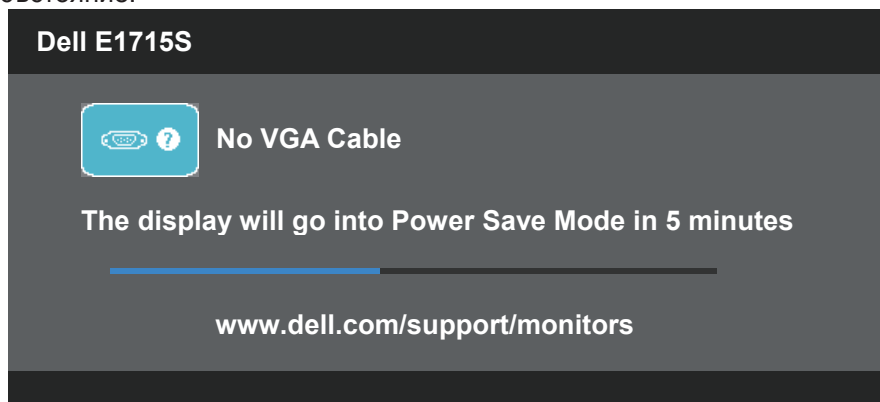 Dell E1715S
No VGA Cable
The display will go into Power Save Mode in 5 minutes
www.dell.com/support/monitors